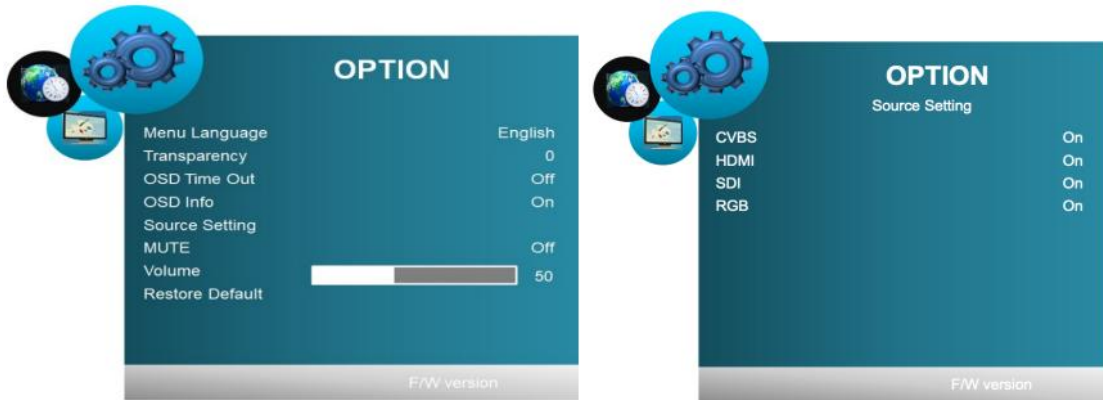 OPTION
Menu Language English
Transparency 0
OSD Time Out Off
OSD Info On
Source Setting
MUTE Off
Volume 50
Restore Default
F/W version
OPTION
Source Setting
CVBS On
HDMI On
SDI On
RGB On
F/W version